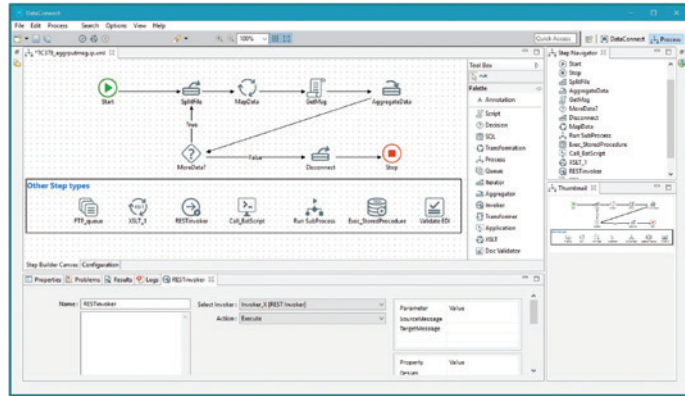 DataConnect
File Edit Process Search Options View Help
100%
Quick Access DataConnect Process
Start
SplitFile
MapData
GetMsg
AggregateData
True
MoreData?
False
Disconnect
Stop
Other Step types
FTP_queue
XSLT_1
RESTinvoker
Call_BatScript
Run SubProcess
Exec_StoredProcedure
Validate EDI
Step Builder Canvas Configuration
Tool Box
Palette
Annotation
Script
Decision
SQL
Transformation
Process
Queue
Iterator
Aggregator
Invoker
Transformer
Application
XSLT
Doc Validator
Step Navigator
Start
Stop
SplitFile
AggregateData
GetMsg
MoreData?
Disconnect
MapData
Run SubProcess
Exec_StoredProcedure
Call_BatScript
XSLT_1
RESTinvoker
Thumbnail
Properties Problems Results Logs RESTinvoker
Name: RESTinvoker
Select Invoker: Invoker_X [REST Invoker]
Action: Execute
Parameter Value
SourceMessage
TargetMessage
Property Value